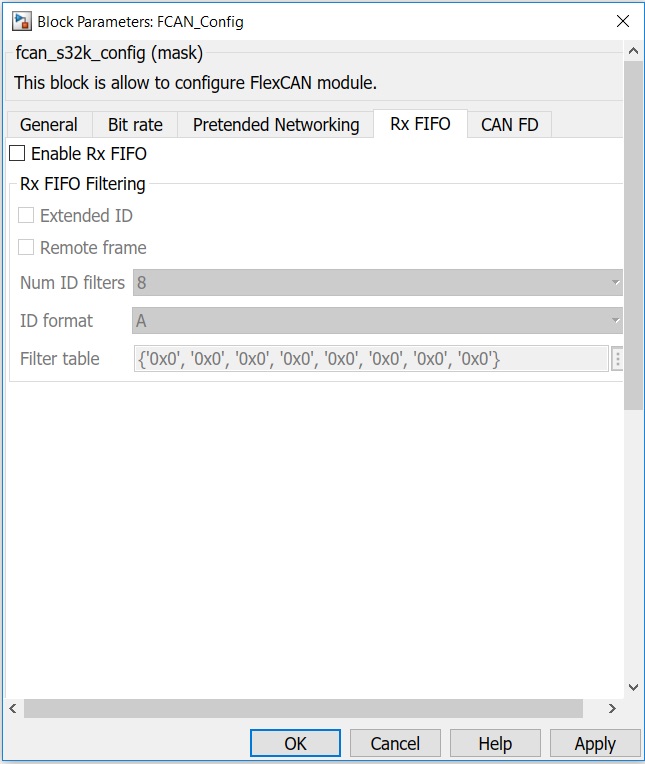 Block Parameters: FCAN_Config
fcan_s32k_config (mask)
This block is allow to configure FlexCAN module.
General Bit rate Pretended Networking Rx FIFO CAN FD
Enable Rx FIFO
Rx FIFO Filtering
Extended ID
Remote frame
Num ID filters 8
ID format A
Filter table {'0x0', '0x0', '0x0', '0x0', '0x0', '0x0', '0x0', '0x0'}
OK Cancel Help Apply